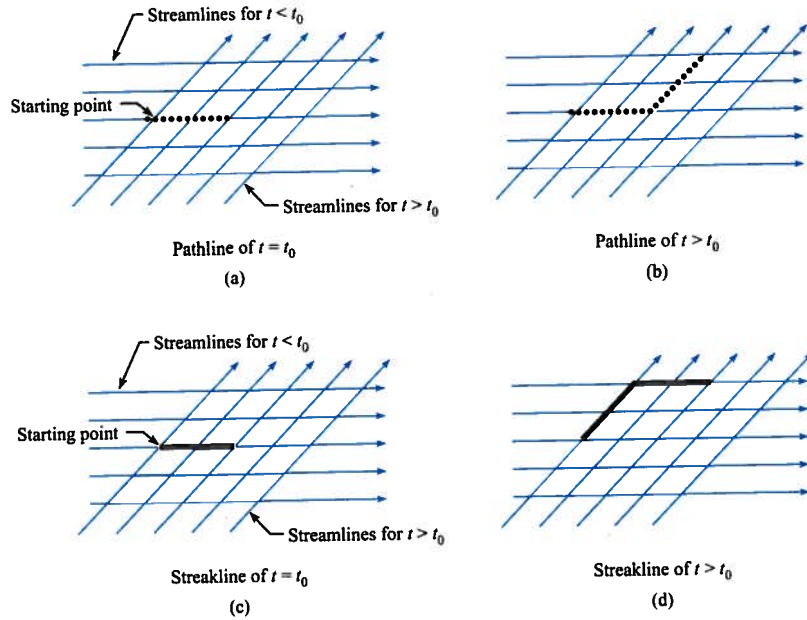 Streamlines for t < t₀
Starting point
Streamlines for t > t₀
Pathline of t = t₀
(a)
Pathline of t > t₀
(b)
Streamlines for t < t₀
Starting point
Streamlines for t > t₀
Streakline of t = t₀
(c)
Streakline of t > t₀
(d)